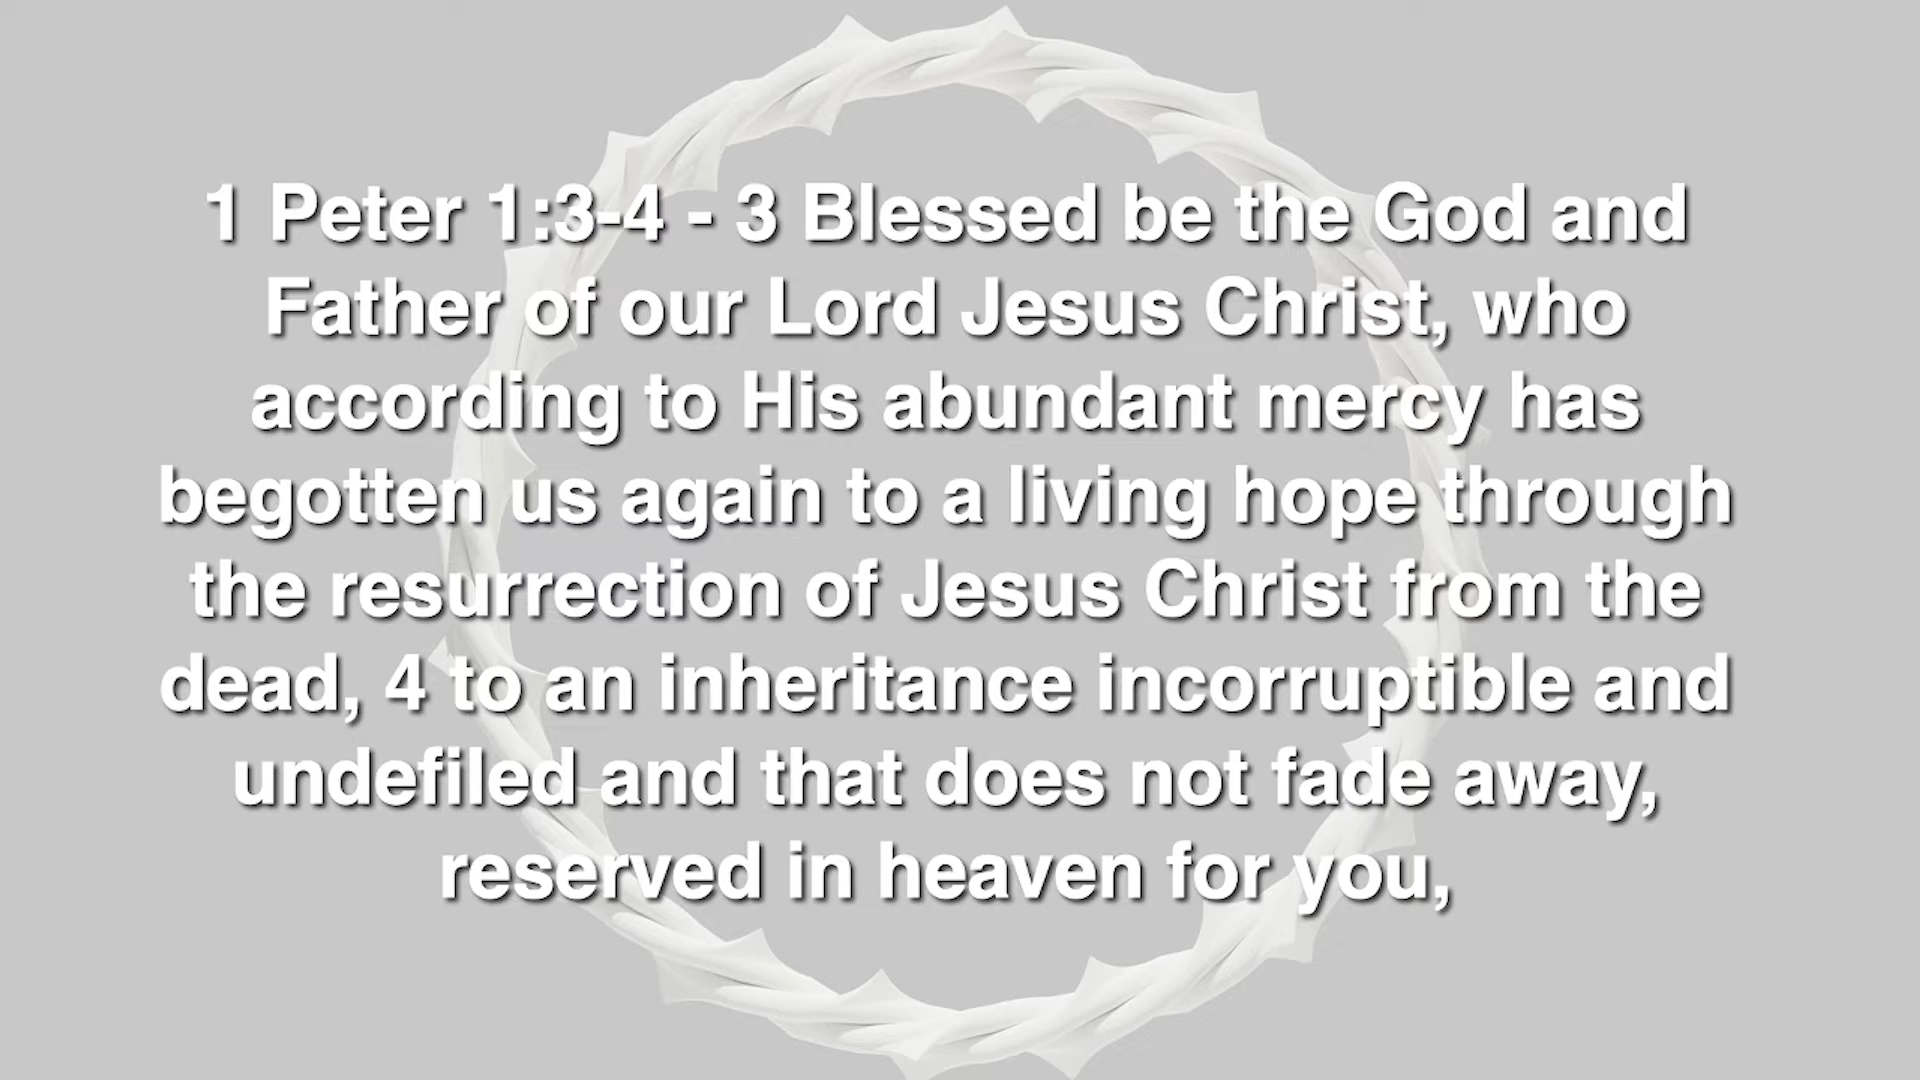 1 Peter 1:3-4 - 3 Blessed be the God and
Father of our Lord Jesus Christ, who
according to His abundant mercy has
begotten us again to a living hope through
the resurrection of Jesus Christ from the
dead, 4 to an inheritance incorruptible and
undefiled and that does not fade away,
reserved in heaven for you,